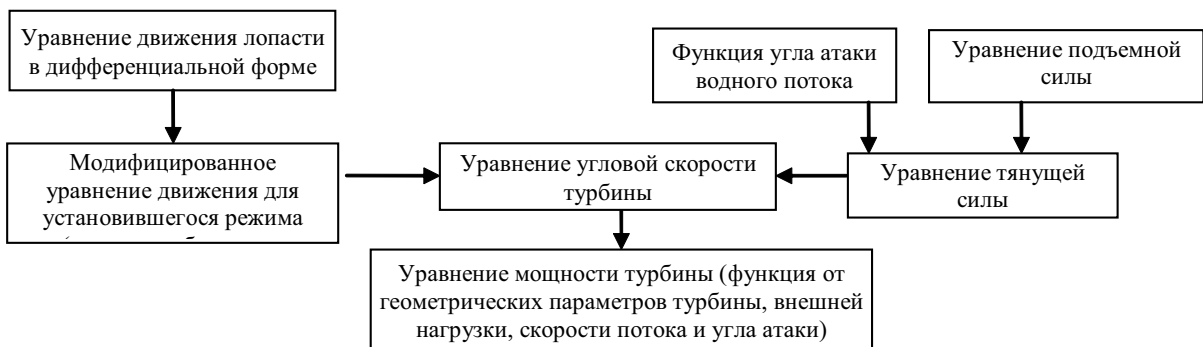 Уравнение движения лопасти
в дифференциальной форме
Функция угла атаки
водного потока
Уравнение подъемной
силы
Модифицированное
уравнение движения для
установившегося режима
Уравнение угловой скорости
турбины
Уравнение тянущей
силы
Уравнение мощности турбины (функция от
геометрических параметров турбины, внешней
нагрузки, скорости потока и угла атаки)